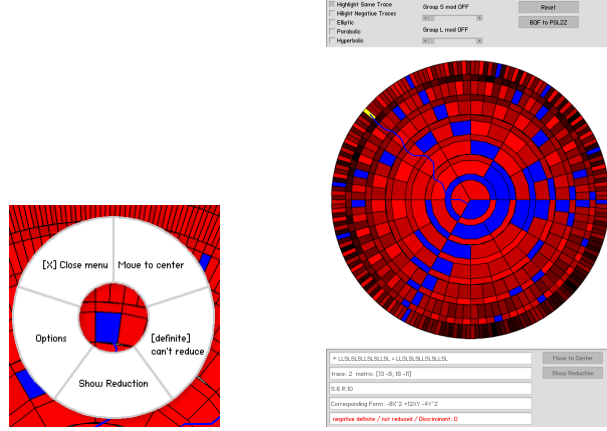 [X] Close menu
Move to center
Options
[definite]
can't reduce
Show Reduction
Highlight Same Trace
Hilight Negative Traces
Elliptic
Parabolic
Hyperbolic
Group S mod OFF
Group L mod OFF
Reset
BQF to PSL2Z
trace: 2 matrix: [13 -8; 18 -11]
S:6 R:10
Corresponding Form: -9X^2 +12XY -4Y^2
negative definite / not reduced / Discriminant: 0
Move to Center
Show Reduction